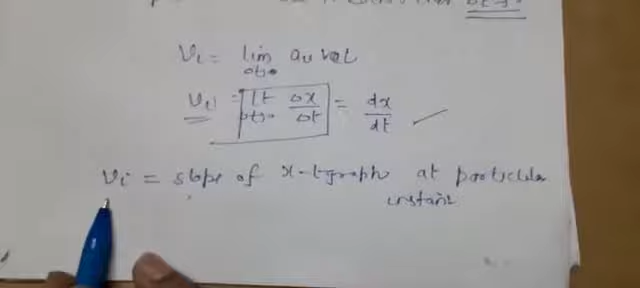 Vi = lim av vel
Δt→0
Vi = lt Δx = dx
Δt→0 Δt dt
Vi = slope of x-t graph at particular
instant